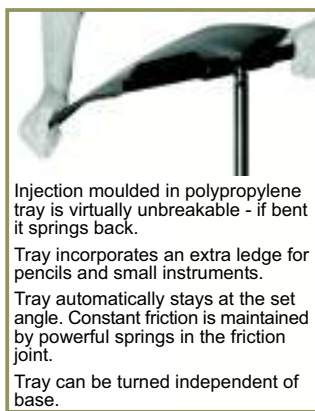 Injection moulded in polypropylene
tray is virtually unbreakable - if bent
it springs back.
Tray incorporates an extra ledge for
pencils and small instruments.
Tray automatically stays at the set
angle. Constant friction is maintained
by powerful springs in the friction
joint.
Tray can be turned independent of
base.